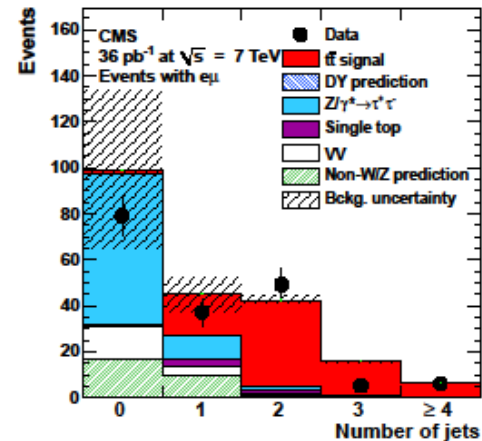 Events
160
140
120
100
80
60
40
20
0
CMS
36 pb⁻¹ at √s = 7 TeV
Events with eμ
Data
tt̄ signal
DY prediction
Z/γ*→τ⁺τ⁻
Single top
VV
Non-W/Z prediction
Bckg. uncertainty
0 1 2 3 ≥ 4
Number of jets